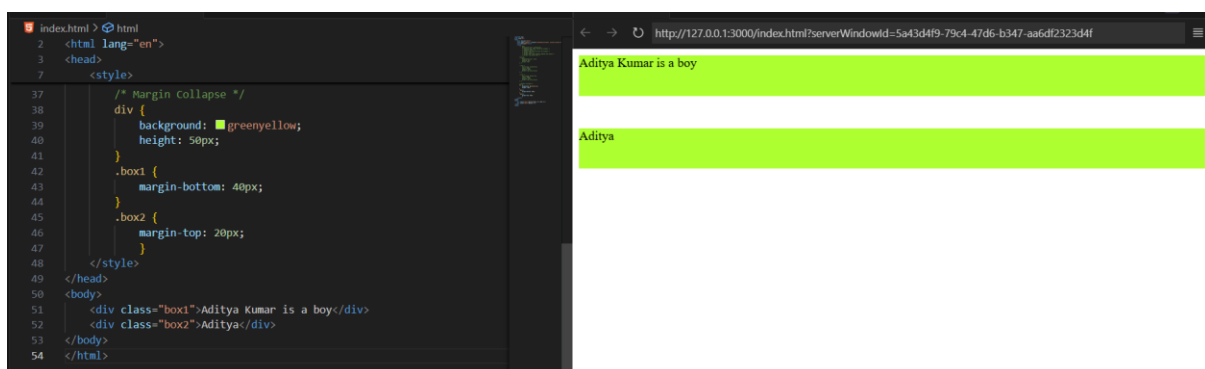 index.html > html
2 <html lang="en">
3 <head>
7 <style>
37 /* Margin Collapse */
38 div {
39 background: greenyellow;
40 height: 50px;
41 }
42 .box1 {
43 margin-bottom: 40px;
44 }
45 .box2 {
46 margin-top: 20px;
47 }
48 </style>
49 </head>
50 <body>
51 <div class="box1">Aditya Kumar is a boy</div>
52 <div class="box2">Aditya</div>
53 </body>
54 </html>
http://127.0.0.1:3000/index.html?serverWindowId=5a43d4f9-79c4-47d6-b347-aa6df2323d4f
Aditya Kumar is a boy
Aditya